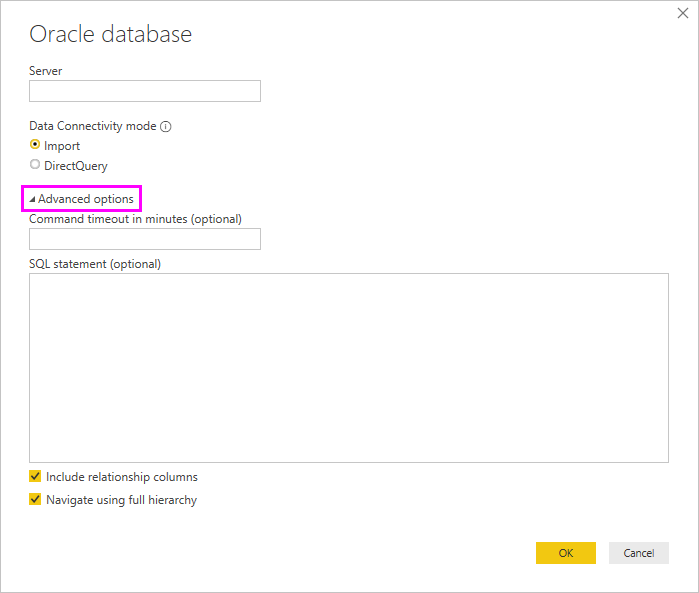 Oracle database
Server
Data Connectivity mode
Import
DirectQuery
Advanced options
Command timeout in minutes (optional)
SQL statement (optional)
Include relationship columns
Navigate using full hierarchy
OK Cancel